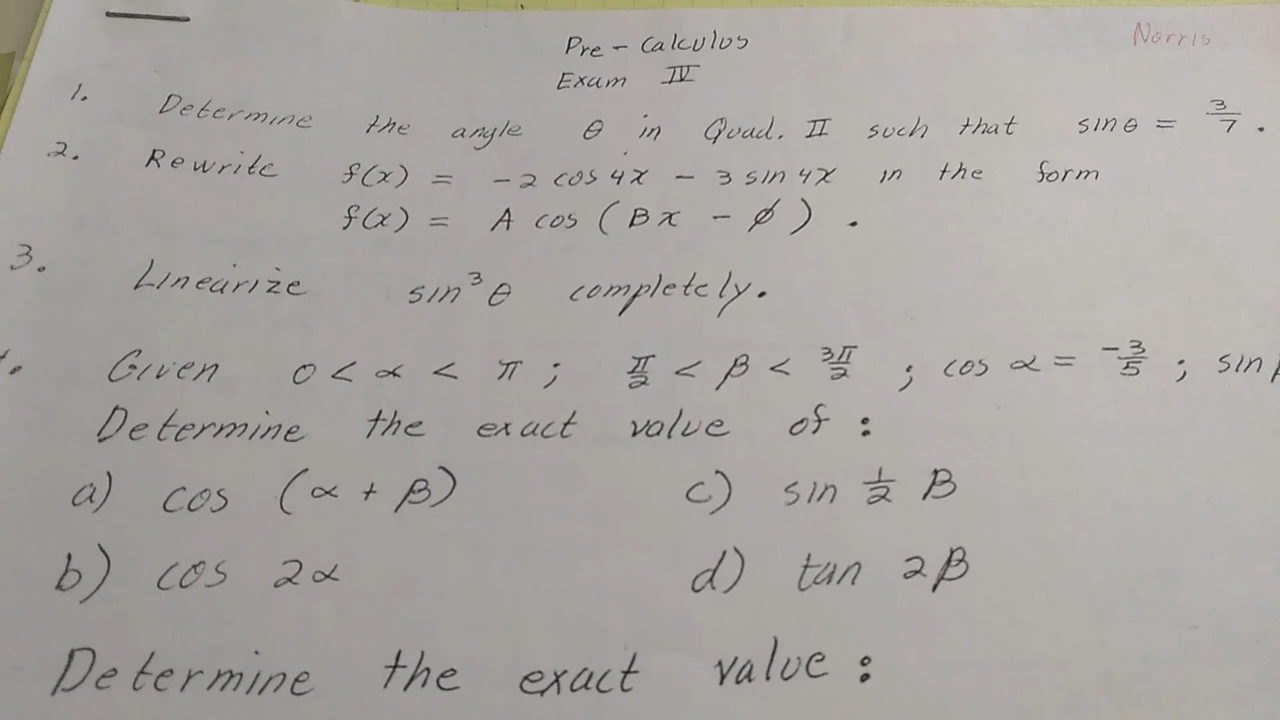 Pre-Calculus
Norris
Exam IV
1. Determine the angle θ in Quad. II such that sinθ = 3/7.
2. Rewrite f(x) = -2 cos 4x - 3 sin 4x in the form
f(x) = A cos (Bx - ϕ).
3. Linearize sin³θ completely.
Given 0 < α < π; π/2 < β < 3π/2; cos α = -3/5; sin
Determine the exact value of:
a) cos (α + β) c) sin 1/2 β
b) cos 2α d) tan 2β
Determine the exact value: